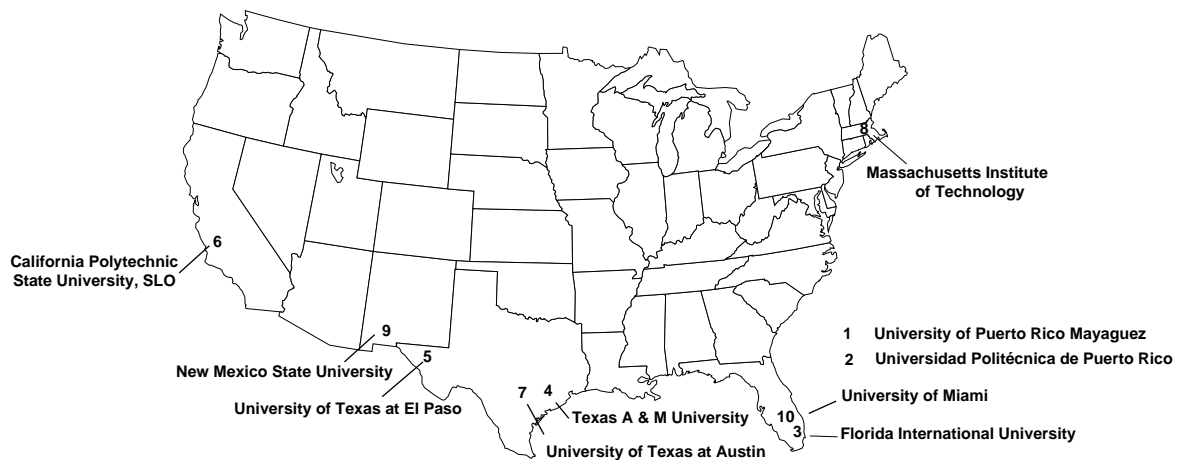 8
Massachusetts Institute
of Technology
6
California Polytechnic
State University, SLO
9
New Mexico State University
5
University of Texas at El Paso
7
4
Texas A & M University
University of Texas at Austin
1 University of Puerto Rico Mayaguez
2 Universidad Politécnica de Puerto Rico
University of Miami
10
3
Florida International University